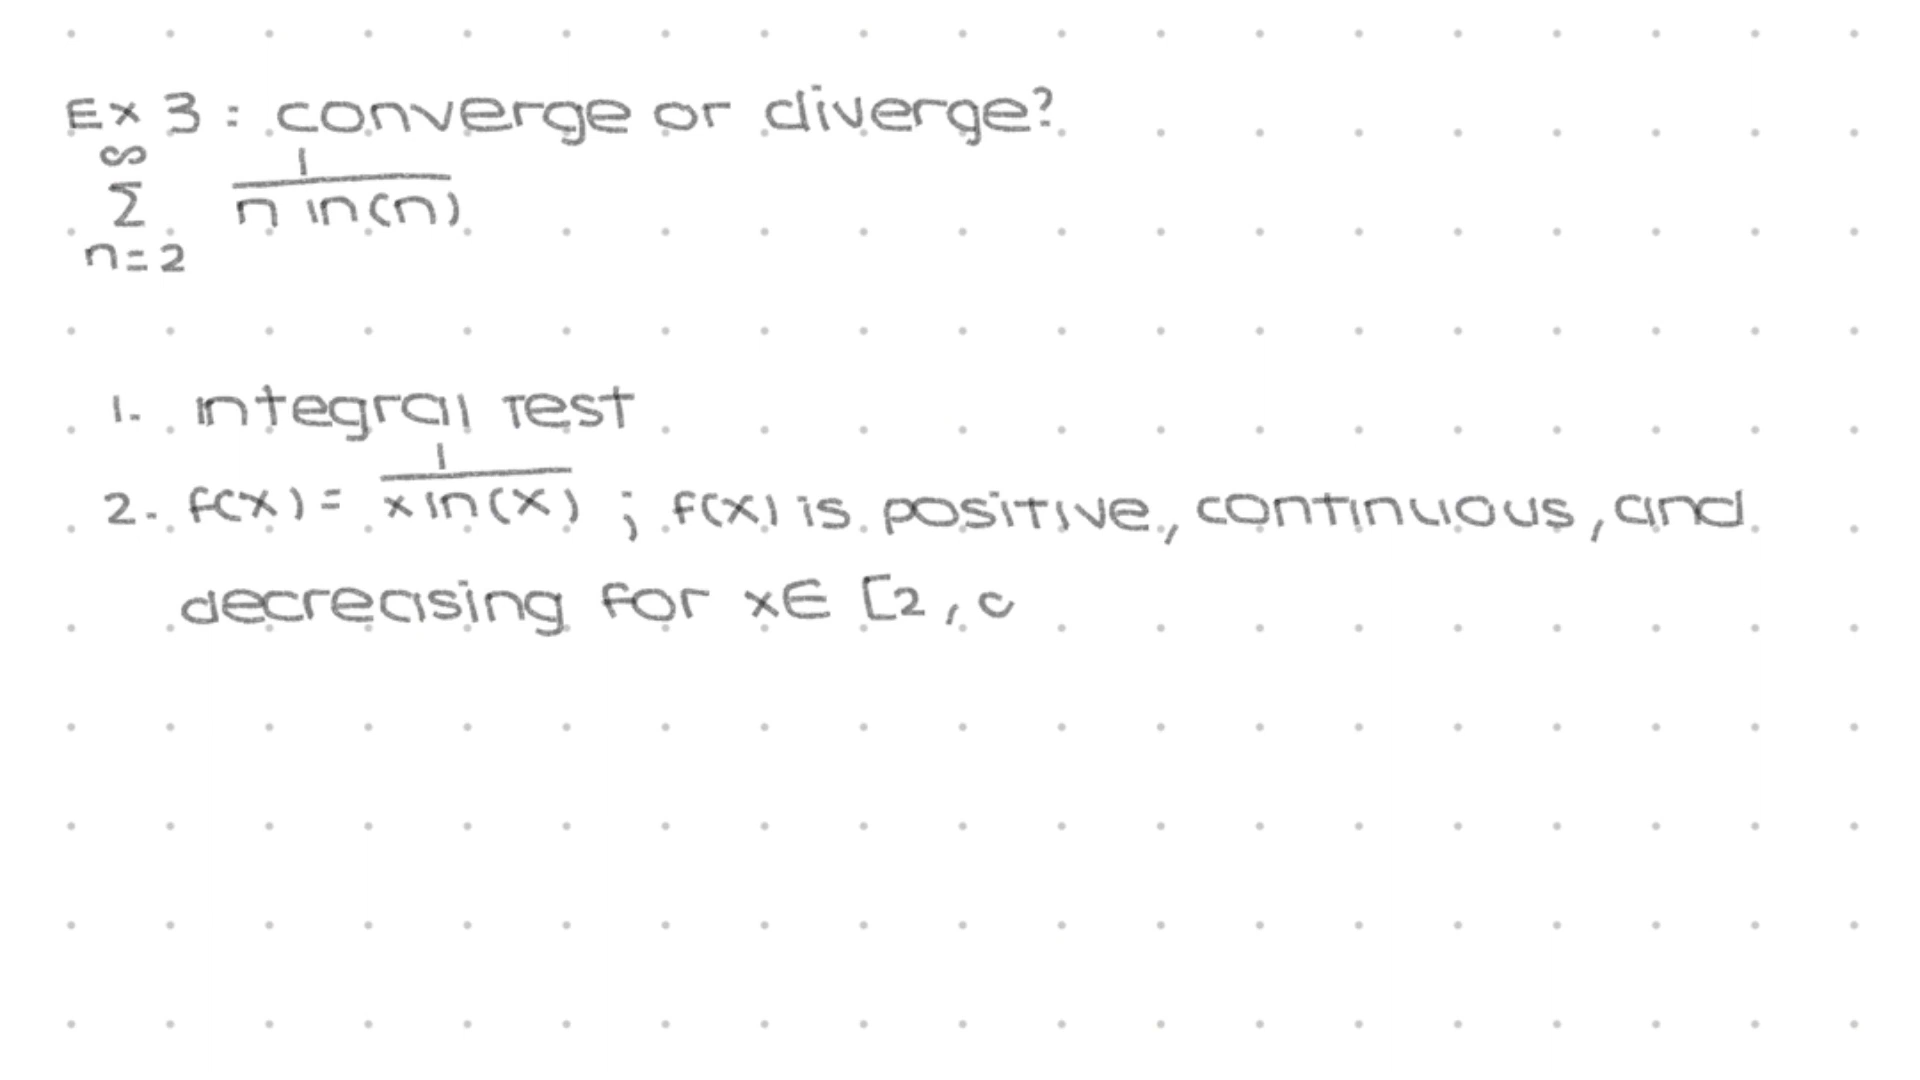 Ex 3: converge or diverge?
∞
Σ 1/(n ln(n))
n=2
1. Integral Test
2. f(x) = 1/(x ln(x)) ; f(x) is positive, continuous, and
decreasing for x∈ [2,